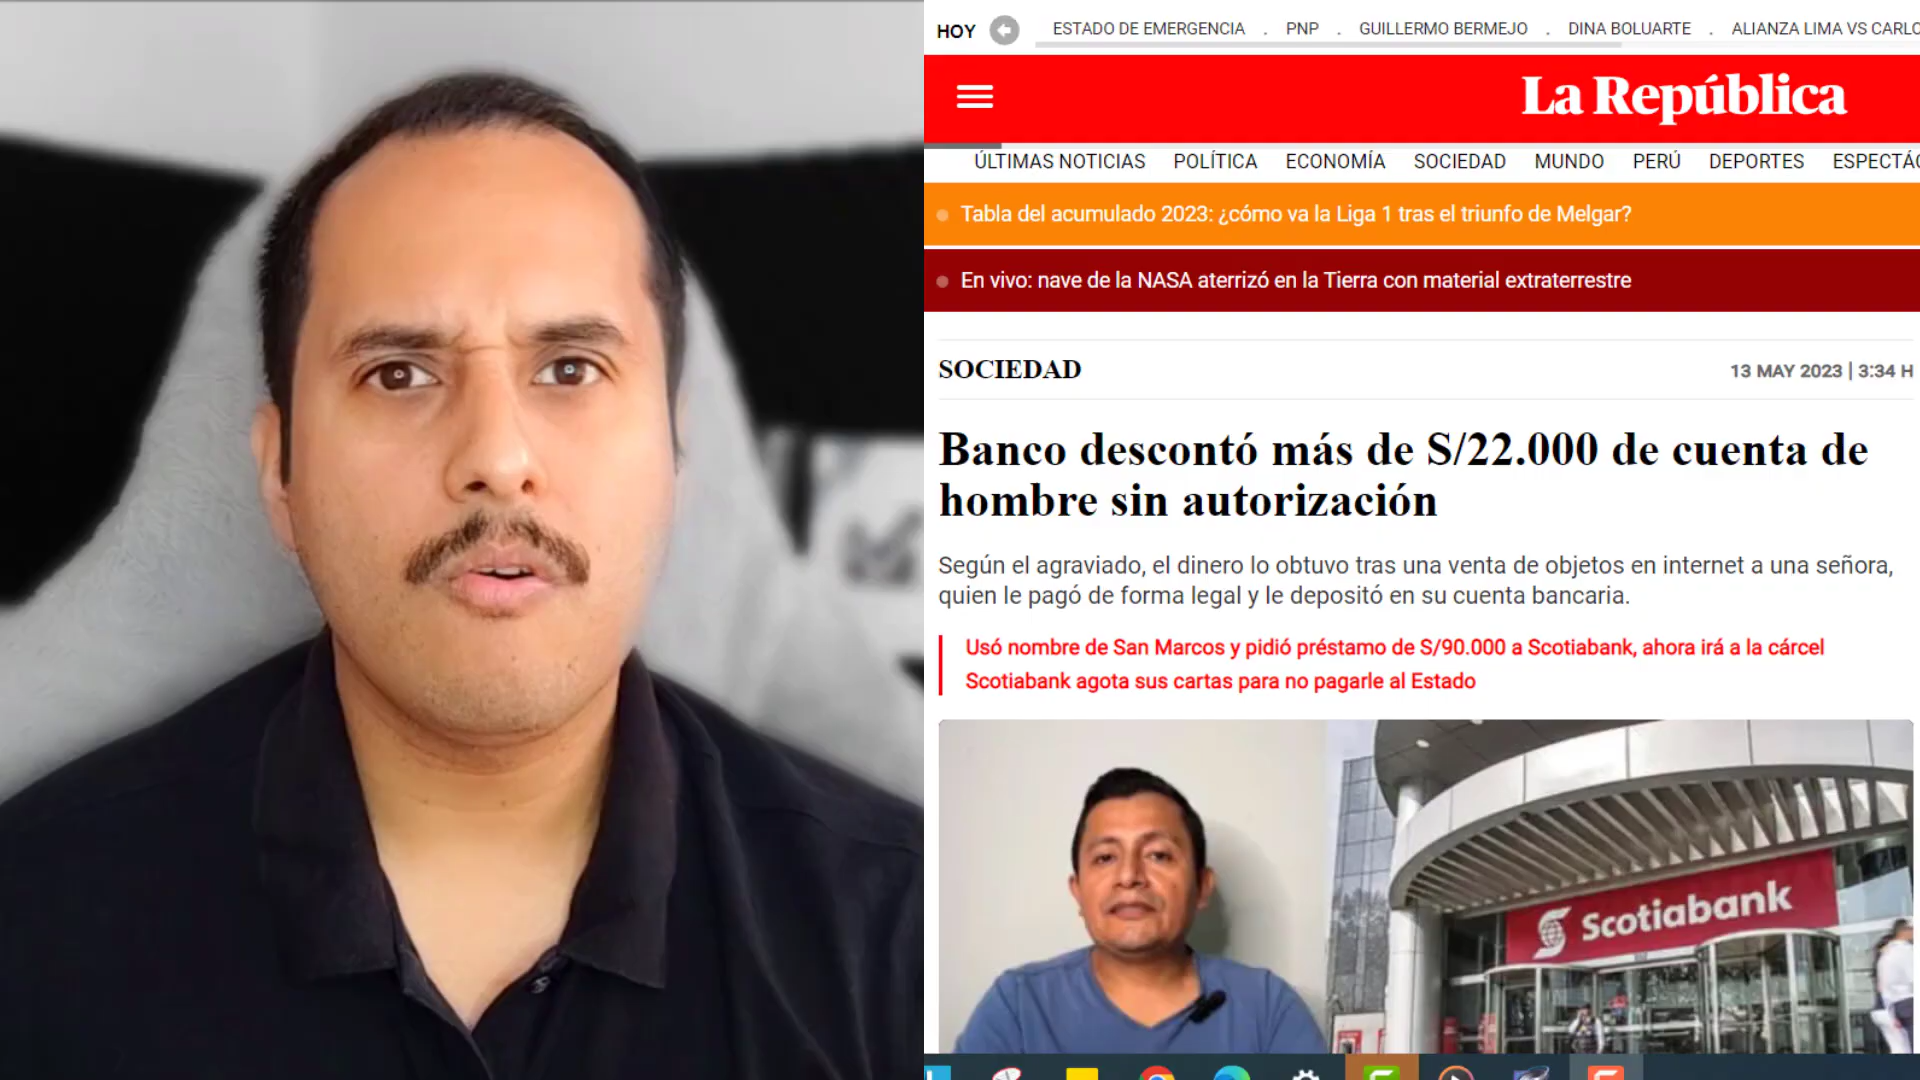 HOY
ESTADO DE EMERGENCIA . PNP . GUILLERMO BERMEJO . DINA BOLUARTE . ALIANZA LIMA VS CARLO
La República
ÚLTIMAS NOTICIAS POLÍTICA ECONOMÍA SOCIEDAD MUNDO PERÚ DEPORTES ESPECTÁC
Tabla del acumulado 2023: ¿cómo va la Liga 1 tras el triunfo de Melgar?
En vivo: nave de la NASA aterrizó en la Tierra con material extraterrestre
SOCIEDAD
13 MAY 2023 | 3:34 H
Banco descontó más de S/22.000 de cuenta de
hombre sin autorización
Según el agraviado, el dinero lo obtuvo tras una venta de objetos en internet a una señora,
quien le pagó de forma legal y le depositó en su cuenta bancaria.
Usó nombre de San Marcos y pidió préstamo de S/90.000 a Scotiabank, ahora irá a la cárcel
Scotiabank agota sus cartas para no pagarle al Estado
Scotiabank